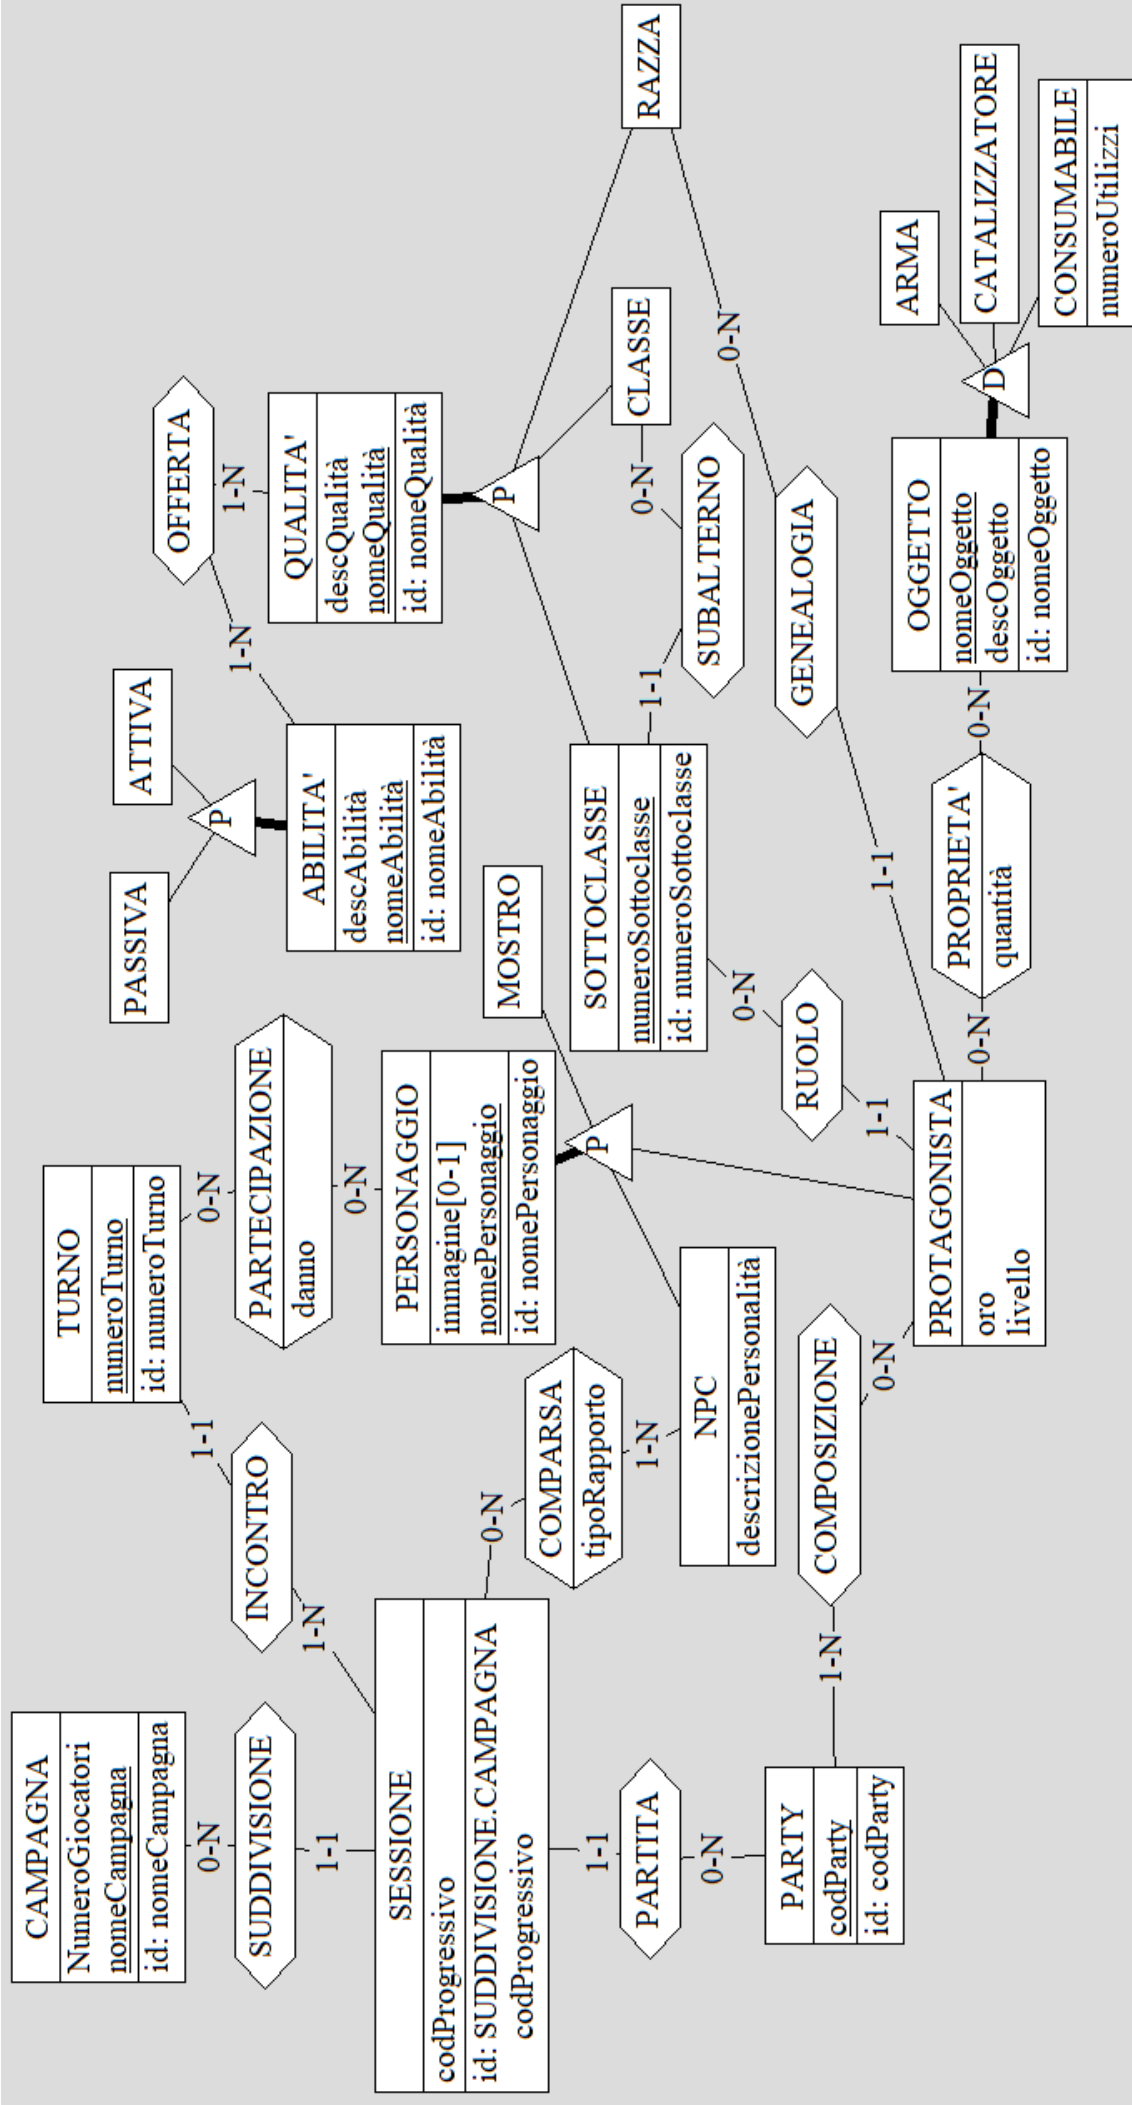 CAMPAGNA
NumeroGiocatori
nomeCampagna
id: nomeCampagna
0-N
SUDDIVISIONE
1-1
SESSIONE
codProgressivo
id: SUDDIVISIONE.CAMPAGNA
codProgressivo
1-1
PARTITA
0-N
PARTY
codParty
id: codParty
1-N
INCONTRO
1-1
TURNO
numeroTurno
id: numeroTurno
0-N
PARTECIPAZIONE
danno
0-N
PERSONAGGIO
immagine[0-1]
nomePersonaggio
id: nomePersonaggio
P
MOSTRO
0-N
COMPARSA
tipoRapporto
1-N
NPC
descrizionePersonalità
1-N
COMPOSIZIONE
0-N
PROTAGONISTA
oro
livello
PASSIVA
ATTIVA
P
ABILITA'
descAbilità
nomeAbilità
id: nomeAbilità
1-N
OFFERTA
1-N
QUALITA'
descQualità
nomeQualità
id: nomeQualità
P
SOTTOCLASSE
numeroSottoclasse
id: numeroSottoclasse
1-1
SUBALTERNO
0-N
CLASSE
RAZZA
0-N
RUOLO
1-1
0-N
GENEALOGIA
1-1
0-N
PROPRIETA'
quantità
0-N
OGGETTO
nomeOggetto
descOggetto
id: nomeOggetto
D
ARMA
CATALIZZATORE
CONSUMABILE
numeroUtilizzi